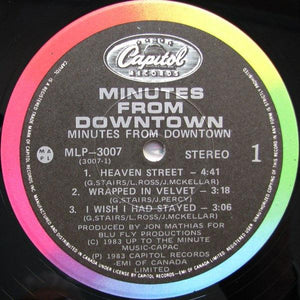 Capitol
RECORDS
MINUTES
FROM
DOWNTOWN
MINUTES FROM DOWNTOWN
MLP-3007
(3007-1)
STEREO
1
1. HEAVEN STREET - 4:41
(G.STAIRS/L.ROSS/J.MCKELLAR)
2. WRAPPED IN VELVET - 3:18
(G.STAIRS/J.PERCY)
3. I WISH I HAD STAYED - 3:06
(G.STAIRS/L.ROSS/J.MCKELLAR)
PRODUCED BY JON MATHIAS FOR
BLU FLY PRODUCTIONS INC.
© 1983 UP TO THE MINUTE
MUSIC-CAPAC
℗ 1983 CAPITOL RECORDS
-EMI OF CANADA
LIMITED